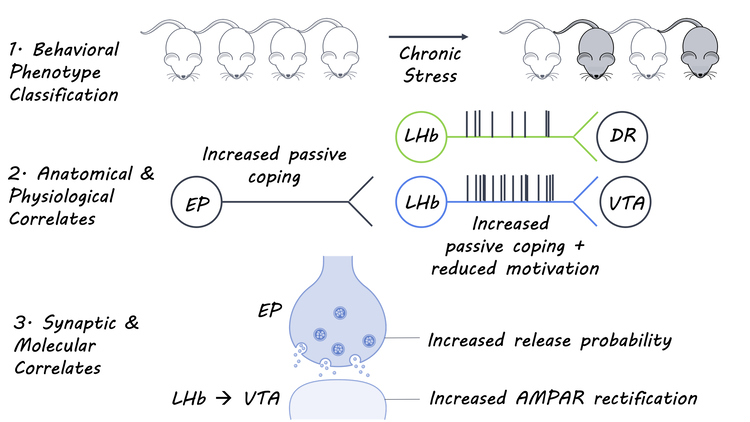 1. Behavioral
Phenotype
Classification
Chronic
Stress
2. Anatomical &
Physiological
Correlates
Increased passive
coping
EP
LHb
DR
LHb
VTA
Increased
passive coping +
reduced motivation
3. Synaptic &
Molecular
Correlates
EP
Increased release probability
LHb → VTA
Increased AMPAR rectification